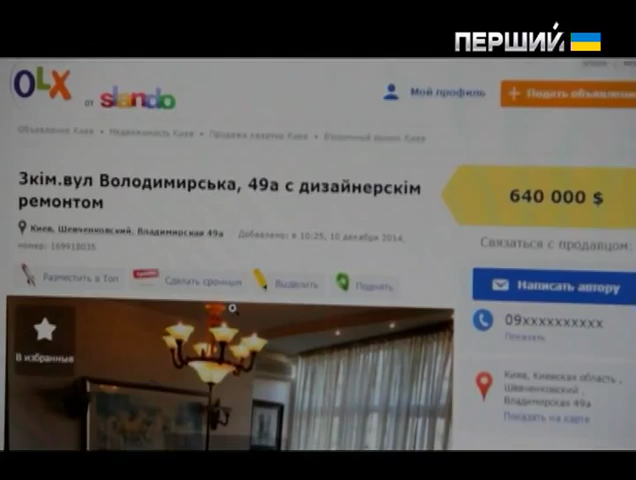 ПЕРШИЙ
OLX от slando
Мой профиль
+ Подать объявление
Объявления Киев • Недвижимость Киев • Продажа квартир Киев • Вторичный рынок Киев
3кім.вул Володимирська, 49а с дизайнерскім
ремонтом
640 000 $
Киев, Шевченковский, Владимирская 49а Добавлено: в 10:25, 10 декабря 2014,
номер: 169918035
Связаться с продавцом:
Разместить в Топ
Сделать срочным
Выделить
Поднять
Написать автору
09xxxxxxxxxx
Показать
В избранные
Киев, Киевская область,
Шевченковский,
Владимирская 49а
Показать на карте